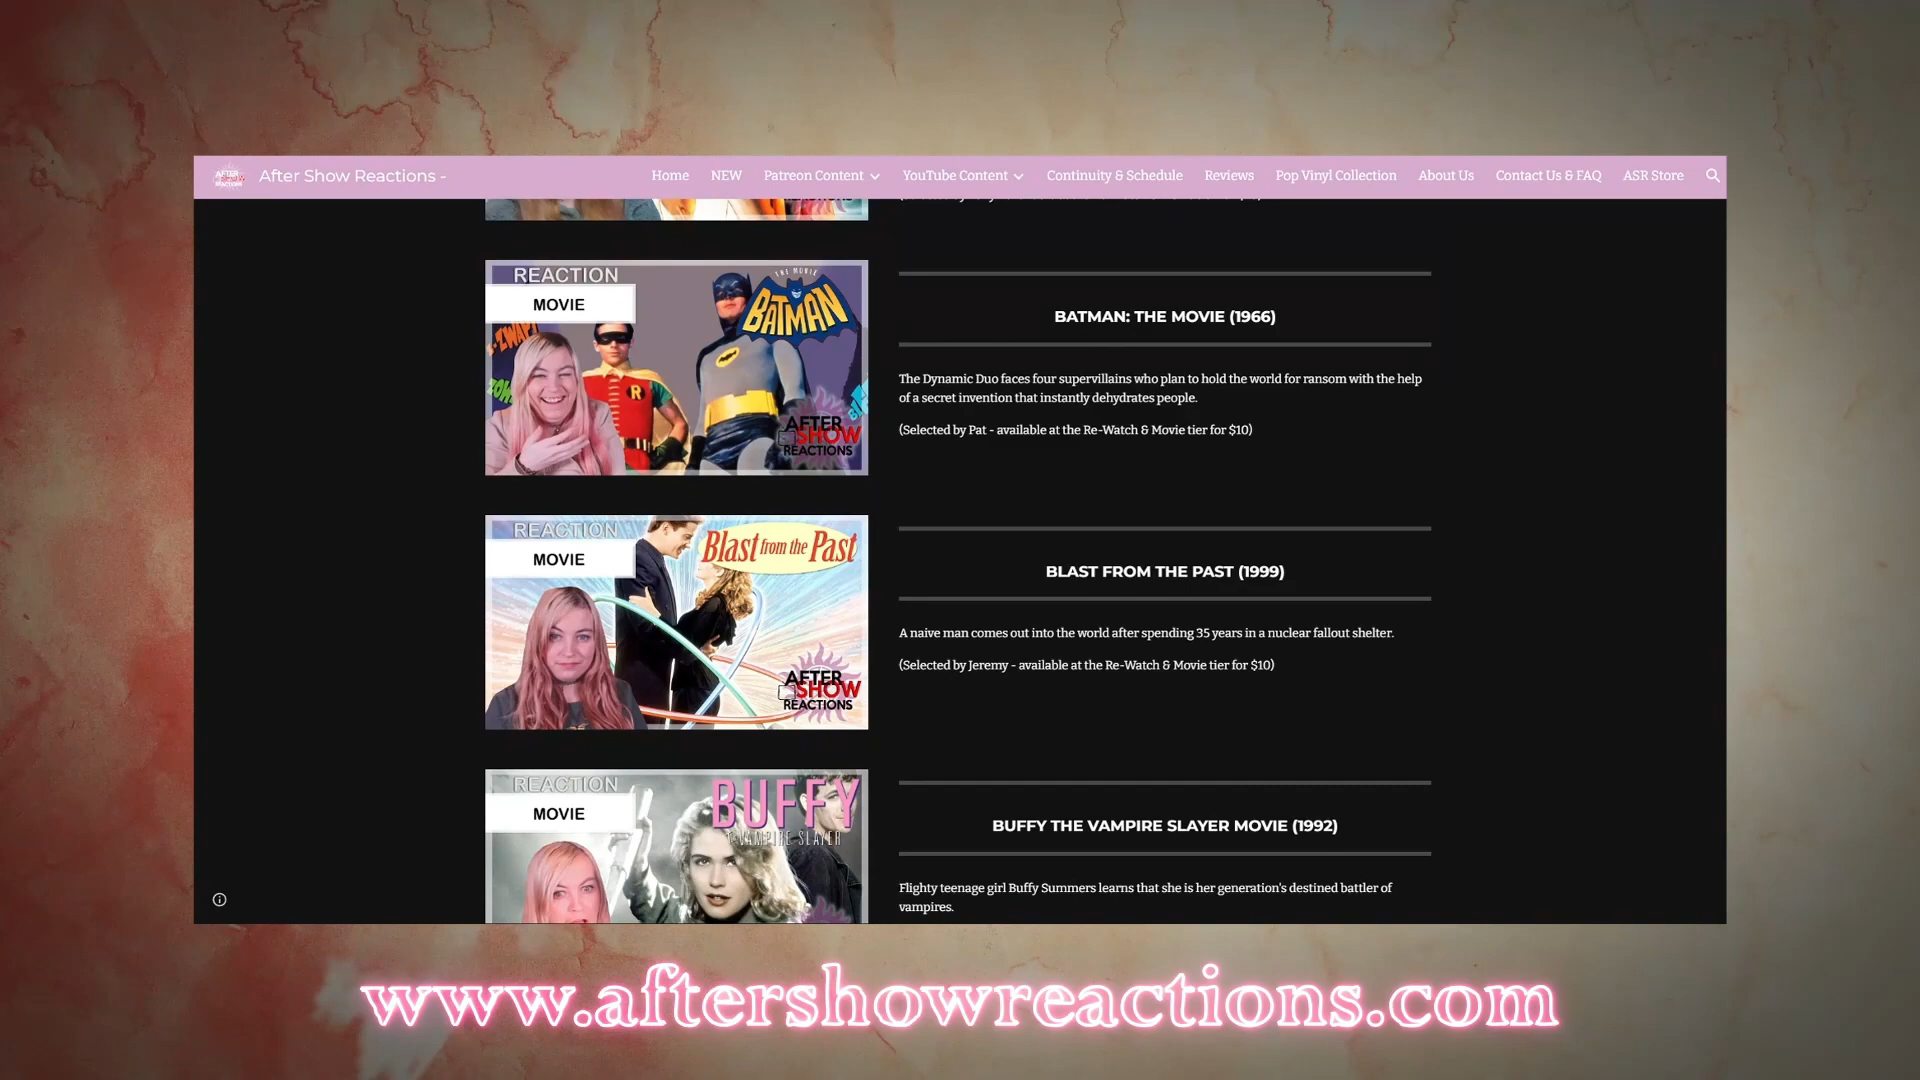 After Show Reactions -
Home NEW Patreon Content YouTube Content Continuity & Schedule Reviews Pop Vinyl Collection About Us Contact Us & FAQ ASR Store
AFTER
SHOW
REACTIONS
REACTIONS
REACTION
MOVIE
THE MOVIE
BATMAN
R
AFTER
SHOW
REACTIONS
BATMAN: THE MOVIE (1966)
The Dynamic Duo faces four supervillains who plan to hold the world for ransom with the help
of a secret invention that instantly dehydrates people.
(Selected by Pat - available at the Re-Watch & Movie tier for $10)
REACTION
MOVIE
Blast from the Past
AFTER
SHOW
REACTIONS
BLAST FROM THE PAST (1999)
A naive man comes out into the world after spending 35 years in a nuclear fallout shelter.
(Selected by Jeremy - available at the Re-Watch & Movie tier for $10)
REACTION
MOVIE
BUFFY
VAMPIRE SLAYER
BUFFY THE VAMPIRE SLAYER MOVIE (1992)
Flighty teenage girl Buffy Summers learns that she is her generation's destined battler of
vampires.
www.aftershowreactions.com